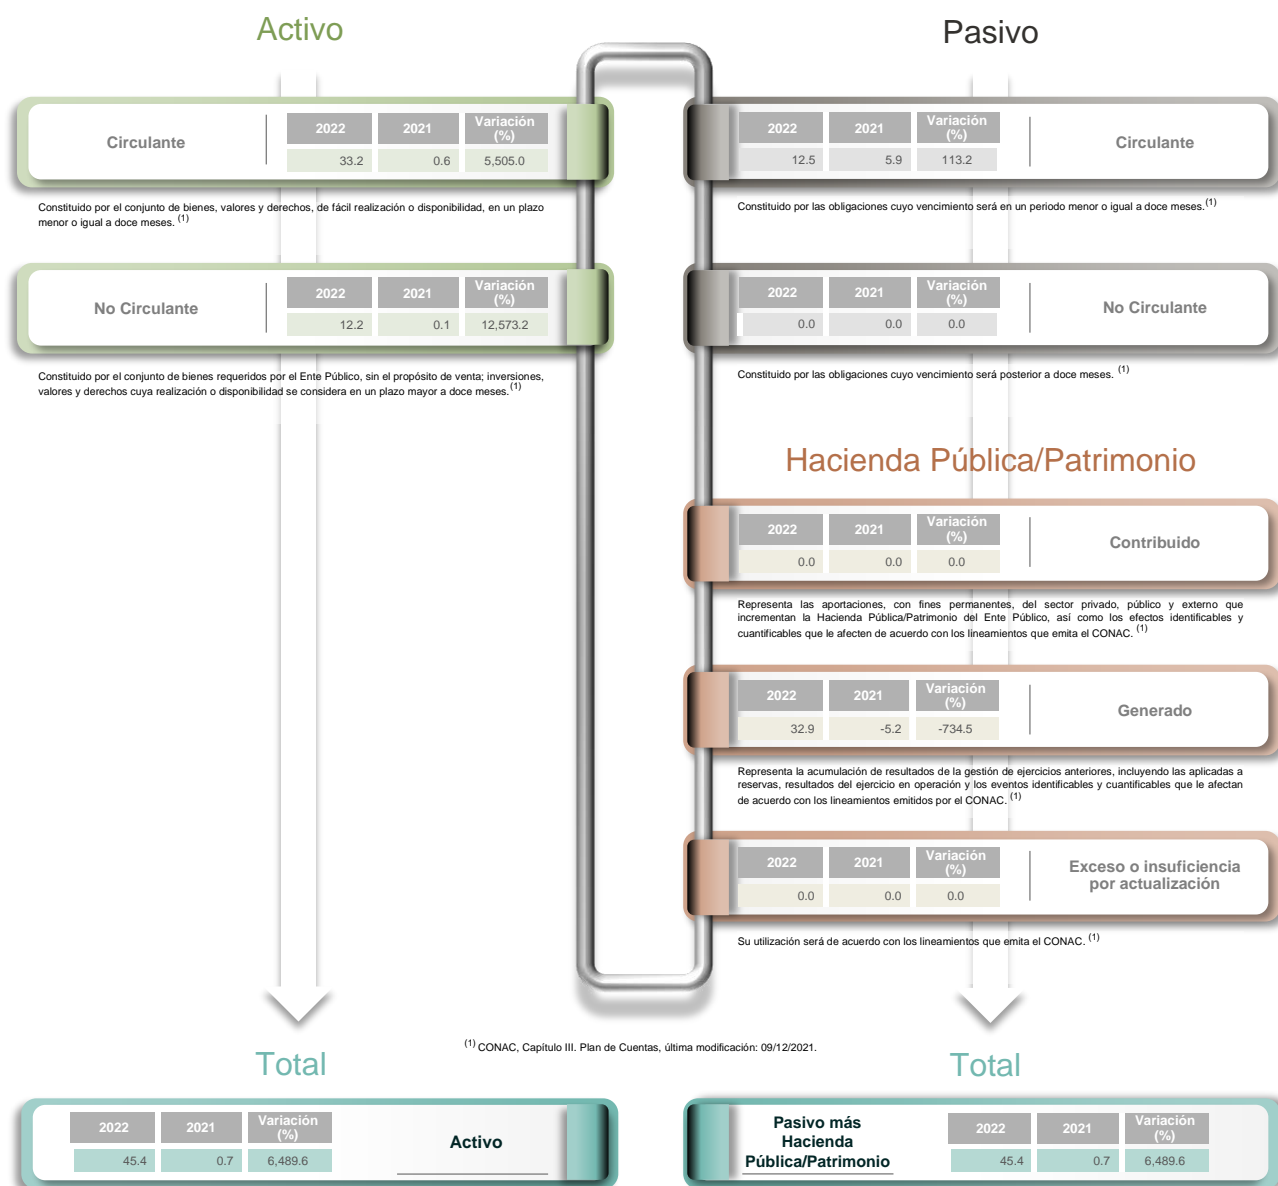 Activo
Circulante
2022 2021 Variación (%)
33.2 0.6 5,505.0
Constituido por el conjunto de bienes, valores y derechos, de fácil realización o disponibilidad, en un plazo
menor o igual a doce meses. (1)
No Circulante
2022 2021 Variación (%)
12.2 0.1 12,573.2
Constituido por el conjunto de bienes requeridos por el Ente Público, sin el propósito de venta; inversiones,
valores y derechos cuya realización o disponibilidad se considera en un plazo mayor a doce meses. (1)
Pasivo
2022 2021 Variación (%)
12.5 5.9 113.2
Circulante
Constituido por las obligaciones cuyo vencimiento será en un periodo menor o igual a doce meses. (1)
2022 2021 Variación (%)
0.0 0.0 0.0
No Circulante
Constituido por las obligaciones cuyo vencimiento será posterior a doce meses. (1)
Hacienda Pública/Patrimonio
2022 2021 Variación (%)
0.0 0.0 0.0
Contribuido
Representa las aportaciones, con fines permanentes, del sector privado, público y externo que
incrementan la Hacienda Pública/Patrimonio del Ente Público, así como los efectos identificables y
cuantificables que le afecten de acuerdo con los lineamientos que emita el CONAC. (1)
2022 2021 Variación (%)
32.9 -5.2 -734.5
Generado
Representa la acumulación de resultados de la gestión de ejercicios anteriores, incluyendo las aplicadas a
reservas, resultados del ejercicio en operación y los eventos identificables y cuantificables que le afectan
de acuerdo con los lineamientos emitidos por el CONAC. (1)
2022 2021 Variación (%)
0.0 0.0 0.0
Exceso o insuficiencia
por actualización
Su utilización será de acuerdo con los lineamientos que emita el CONAC. (1)
(1) CONAC, Capítulo III. Plan de Cuentas, última modificación: 09/12/2021.
Total
2022 2021 Variación (%)
45.4 0.7 6,489.6
Activo
Total
Pasivo más
Hacienda
Pública/Patrimonio
2022 2021 Variación (%)
45.4 0.7 6,489.6